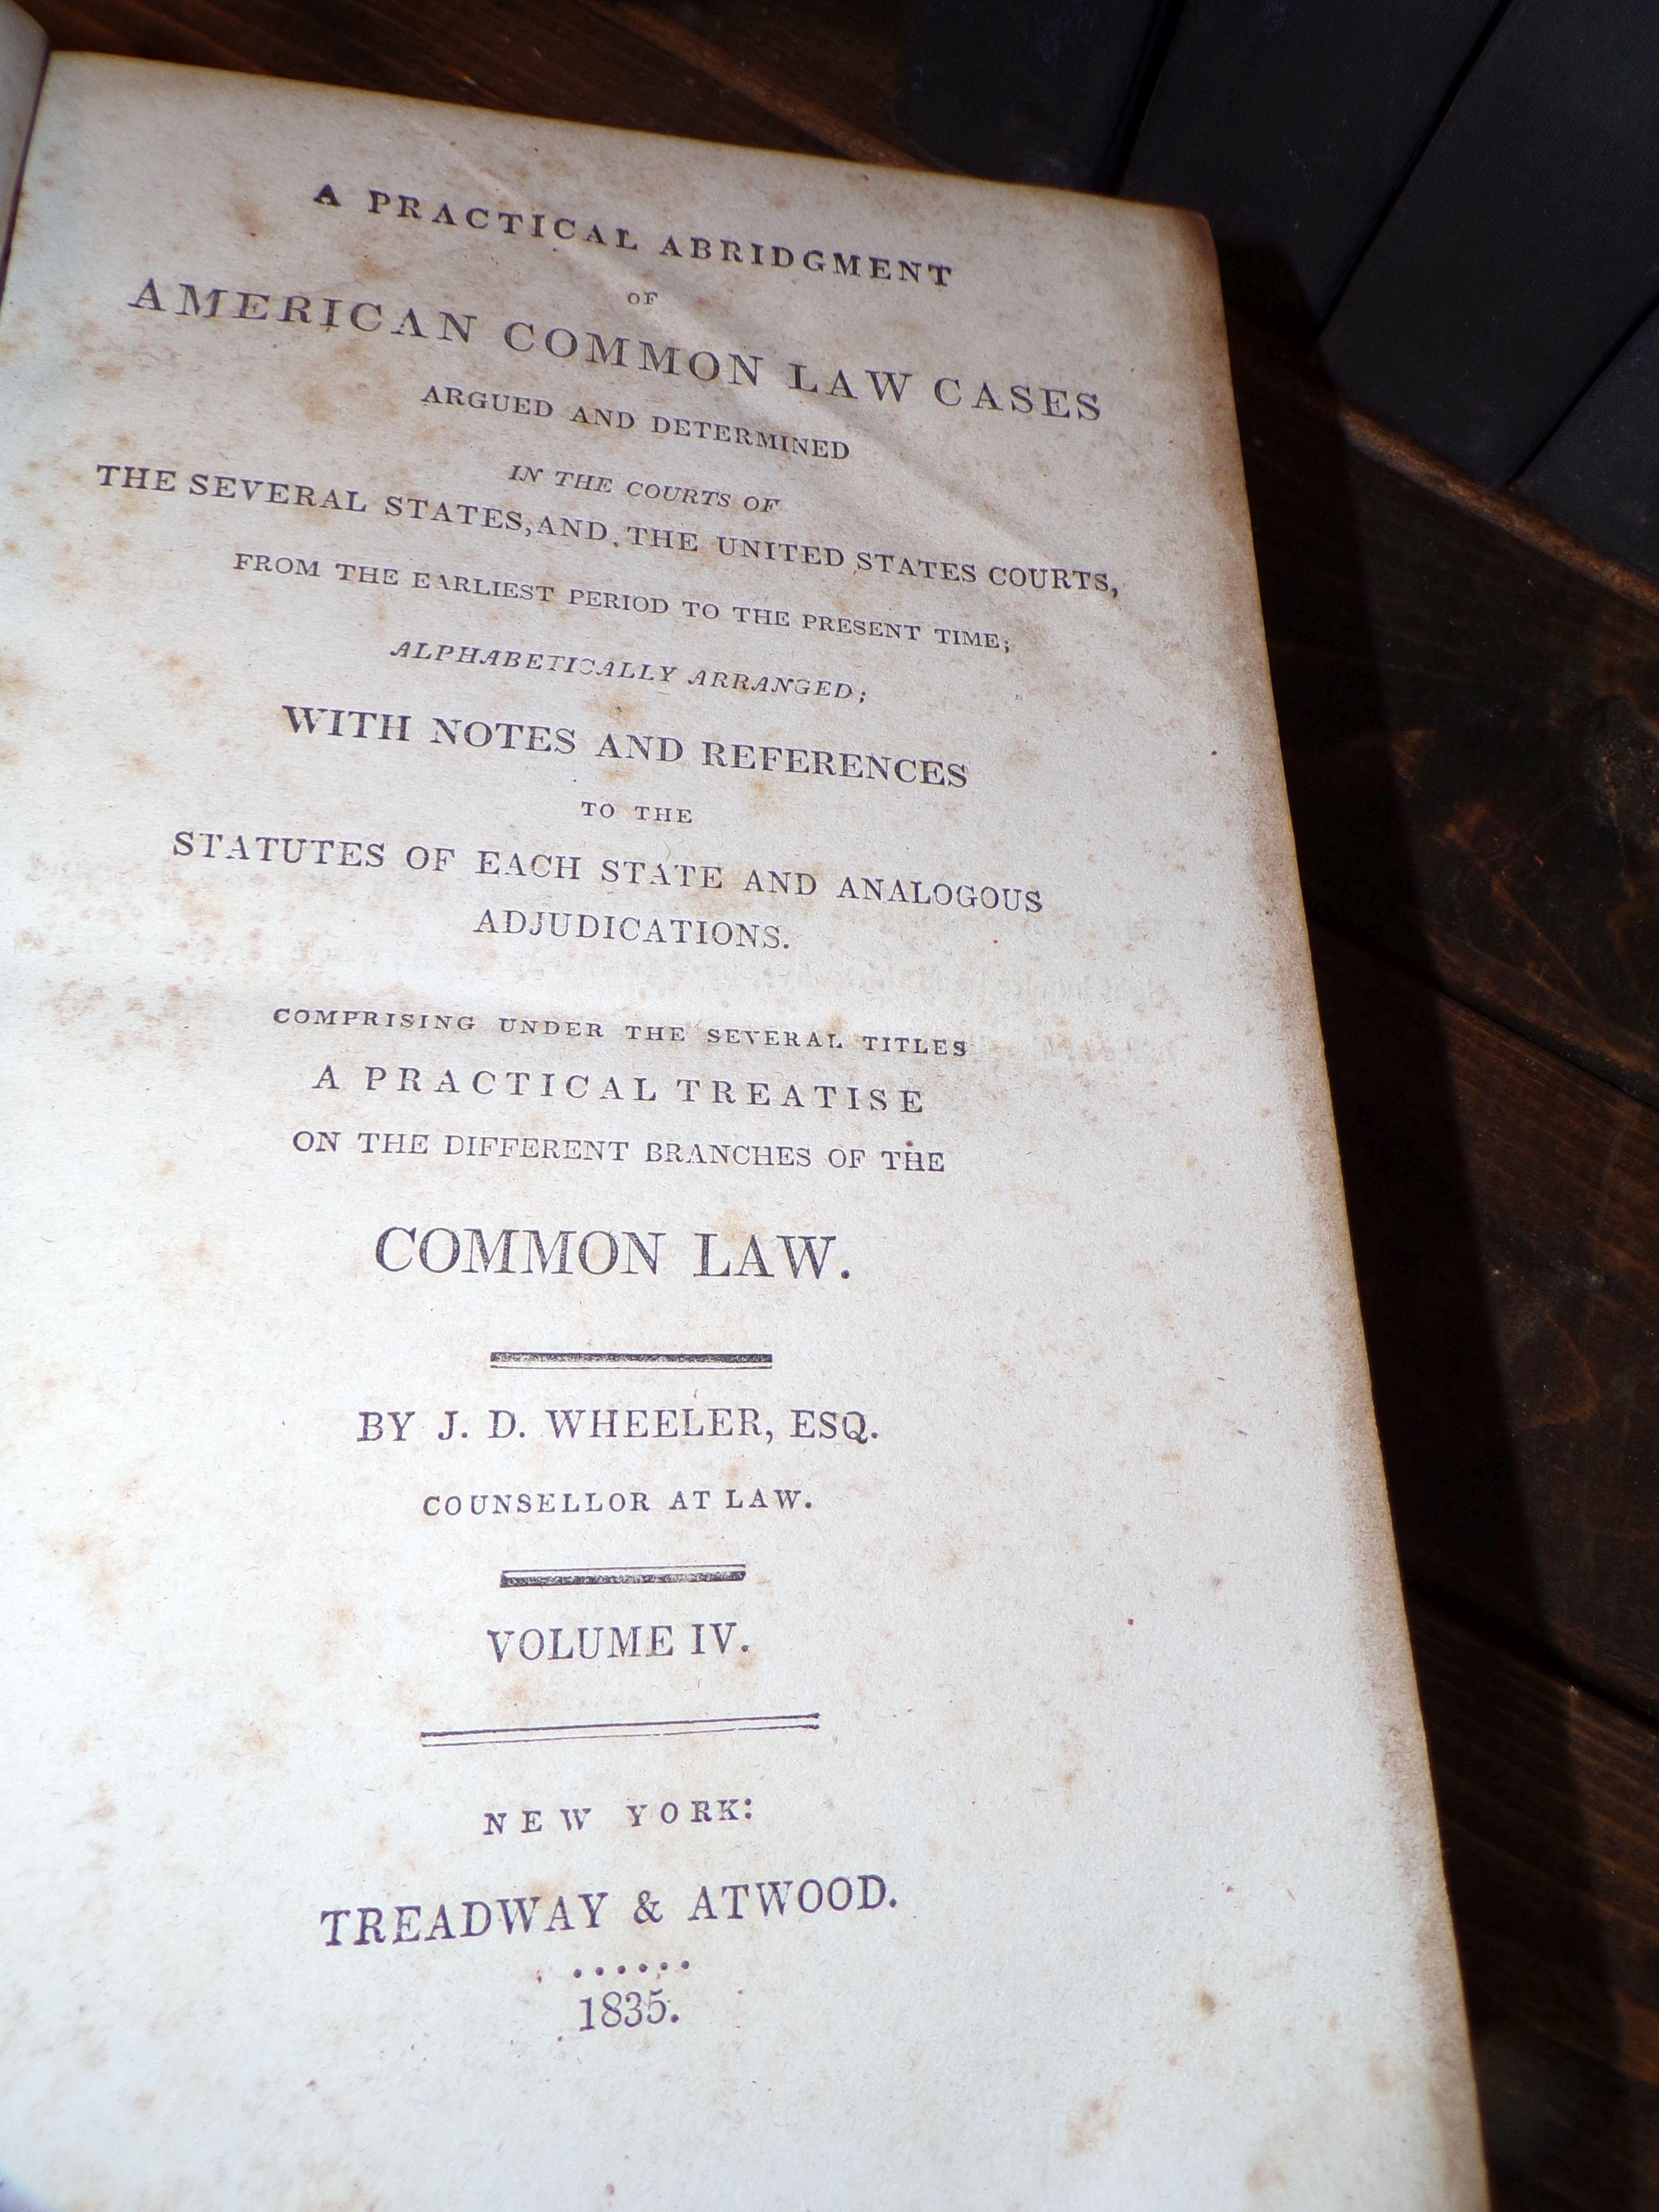 A PRACTICAL ABRIDGMENT
OF
AMERICAN COMMON LAW CASES
ARGUED AND DETERMINED
IN THE COURTS OF
THE SEVERAL STATES, AND THE UNITED STATES COURTS,
FROM THE EARLIEST PERIOD TO THE PRESENT TIME;
ALPHABETICALLY ARRANGED;
WITH NOTES AND REFERENCES
TO THE
STATUTES OF EACH STATE AND ANALOGOUS
ADJUDICATIONS.
COMPRISING UNDER THE SEVERAL TITLES
A PRACTICAL TREATISE
ON THE DIFFERENT BRANCHES OF THE
COMMON LAW.
BY J. D. WHEELER, ESQ.
COUNSELLOR AT LAW.
VOLUME IV.
NEW YORK:
TREADWAY & ATWOOD.
......
1835.